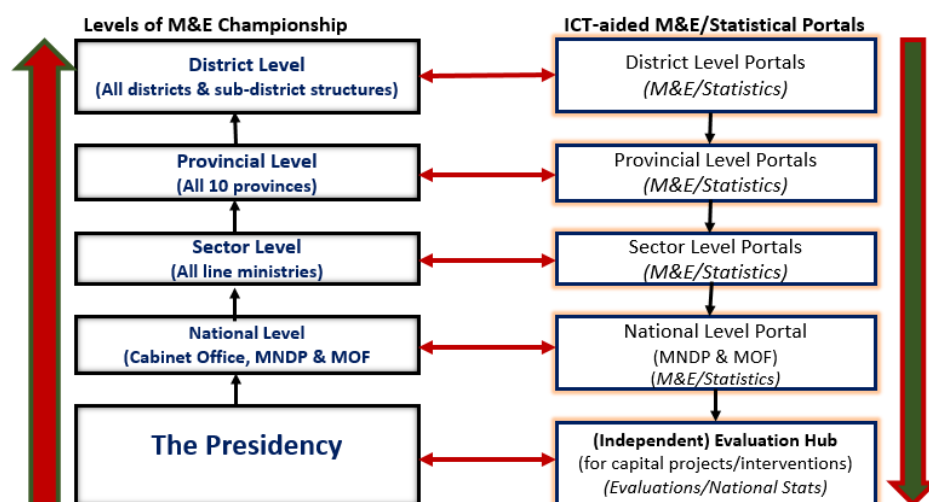 Levels of M&E Championship
District Level
(All districts & sub-district structures)
Provincial Level
(All 10 provinces)
Sector Level
(All line ministries)
National Level
(Cabinet Office, MNDP & MOF
The Presidency
ICT-aided M&E/Statistical Portals
District Level Portals
(M&E/Statistics)
Provincial Level Portals
(M&E/Statistics)
Sector Level Portals
(M&E/Statistics)
National Level Portal
(MNDP & MOF)
(M&E/Statistics)
(Independent) Evaluation Hub
(for capital projects/interventions)
(Evaluations/National Stats)